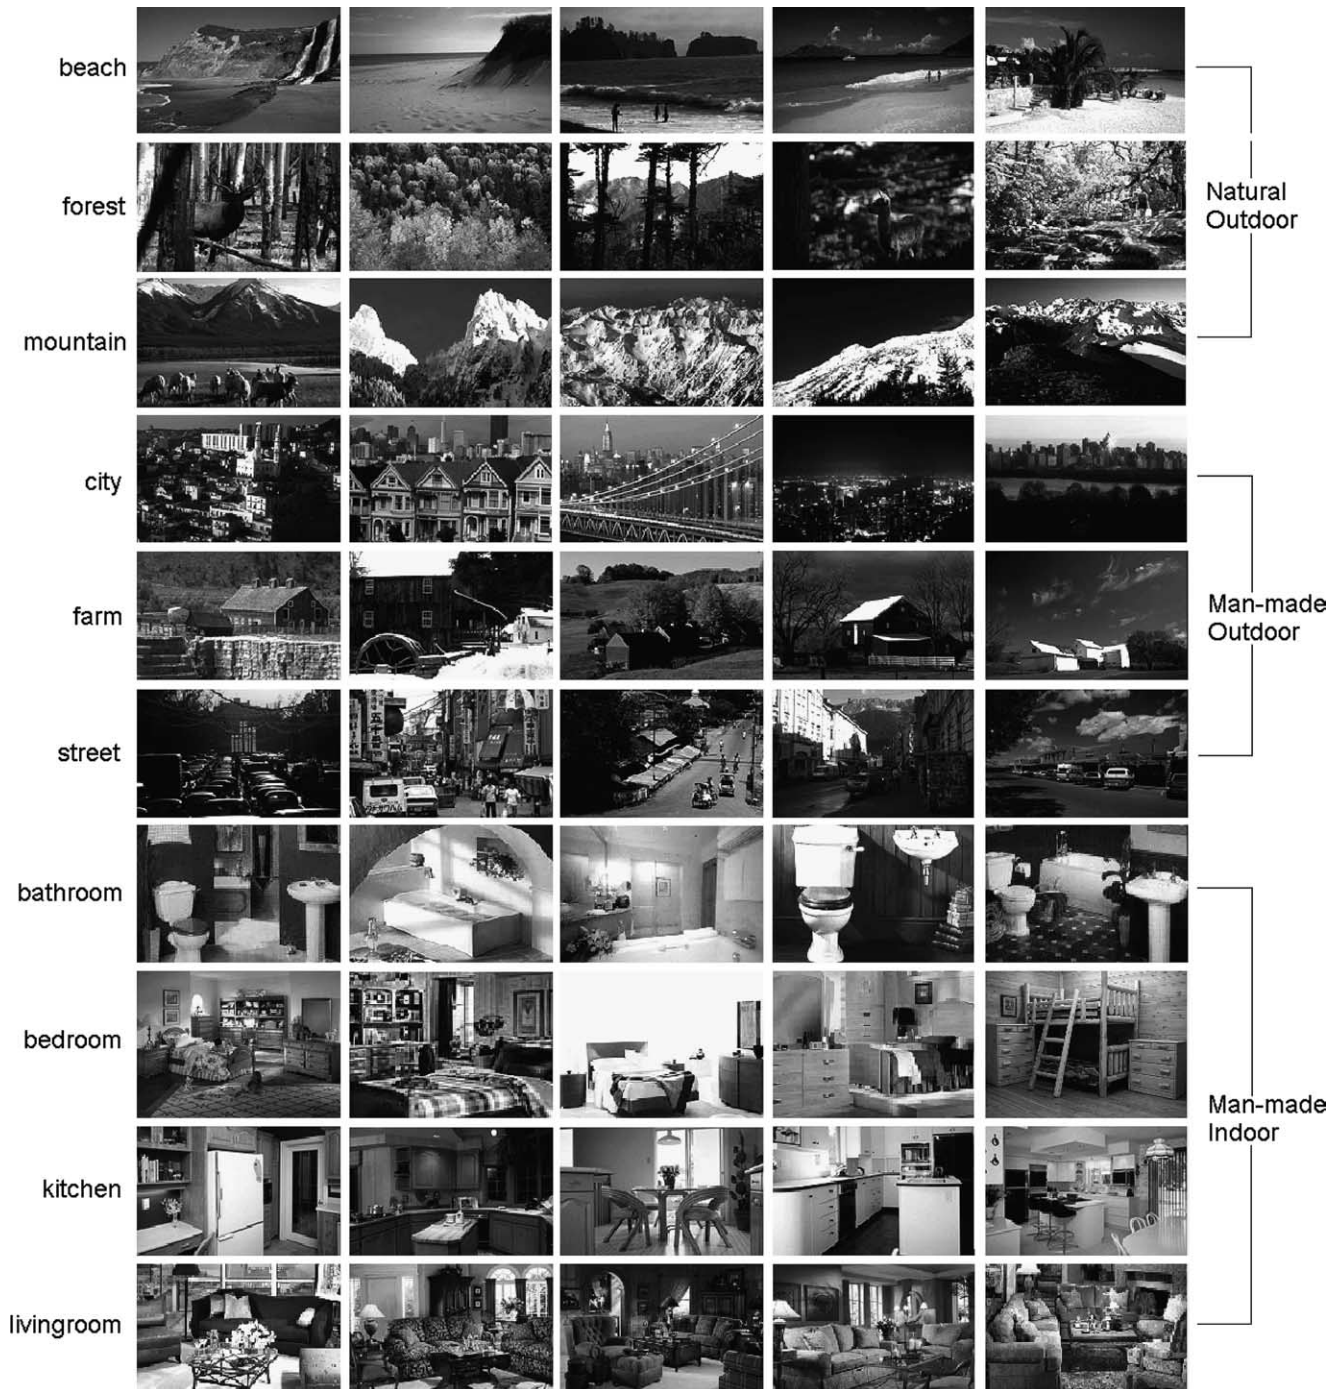 beach
forest
Natural
Outdoor
mountain
city
farm
Man-made
Outdoor
street
bathroom
bedroom
Man-made
Indoor
kitchen
livingroom